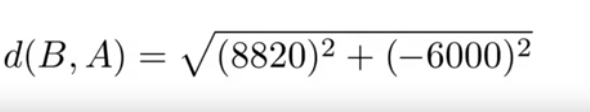 d(B, A) = √(8820)² + (−6000)²